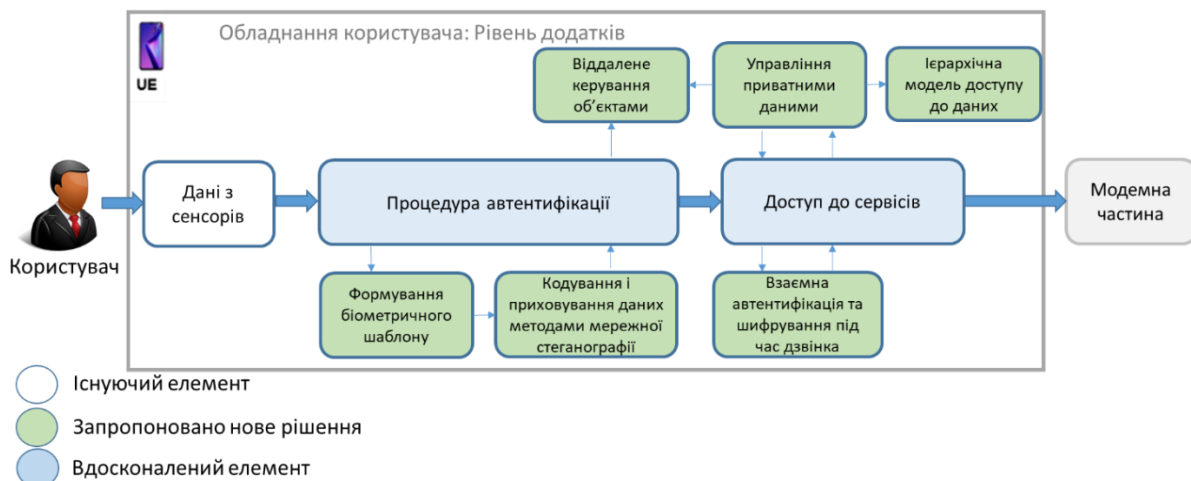 Обладнання користувача: Рівень додатків
UE
Віддалене
керування
об’єктами
Управління
приватними
даними
Ієрархічна
модель доступу
до даних
Користувач
Дані з
сенсорів
Процедура автентифікації
Доступ до сервісів
Модемна
частина
Формування
біометричного
шаблону
Кодування і
приховування даних
методами мережної
стеганографії
Взаємна
автентифікація та
шифрування під
час дзвінка
Існуючий елемент
Запропоновано нове рішення
Вдосконалений елемент